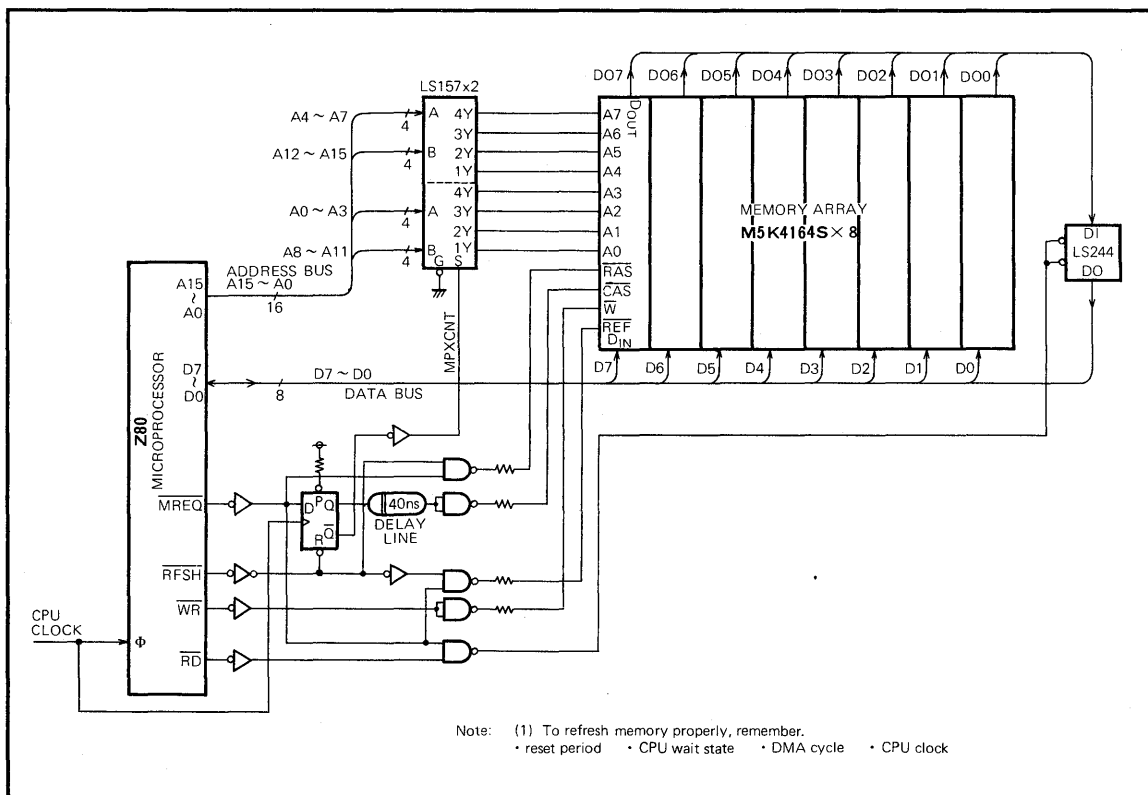 DO7 DO6 DO5 DO4 DO3 DO2 DO1 DO0
LS157x2
A4 ~ A7
4
A 4Y
3Y
A12 ~ A15
4
B 2Y
1Y
A0 ~ A3
4
4Y
A 3Y
2Y
A8 ~ A11
4
B 1Y
G S
A7 DOUT
A6
A5
A4
A3
A2
A1
A0
RAS
CAS
W
REF
DIN
MEMORY ARRAY
M5K4164S × 8
DI
LS244
DO
ADDRESS BUS
A15 ~ A0
16
MPXCNT
A15
~
A0
D7
~
D0
D7 ~ D0
8
DATA BUS
D7 D6 D5 D4 D3 D2 D1 D0
Z80
MICROPROCESSOR
MREQ
D P Q
R Q
40ns
DELAY
LINE
RFSH
WR
CPU
CLOCK
Φ
RD
Note: (1) To refresh memory properly, remember.
• reset period • CPU wait state • DMA cycle • CPU clock